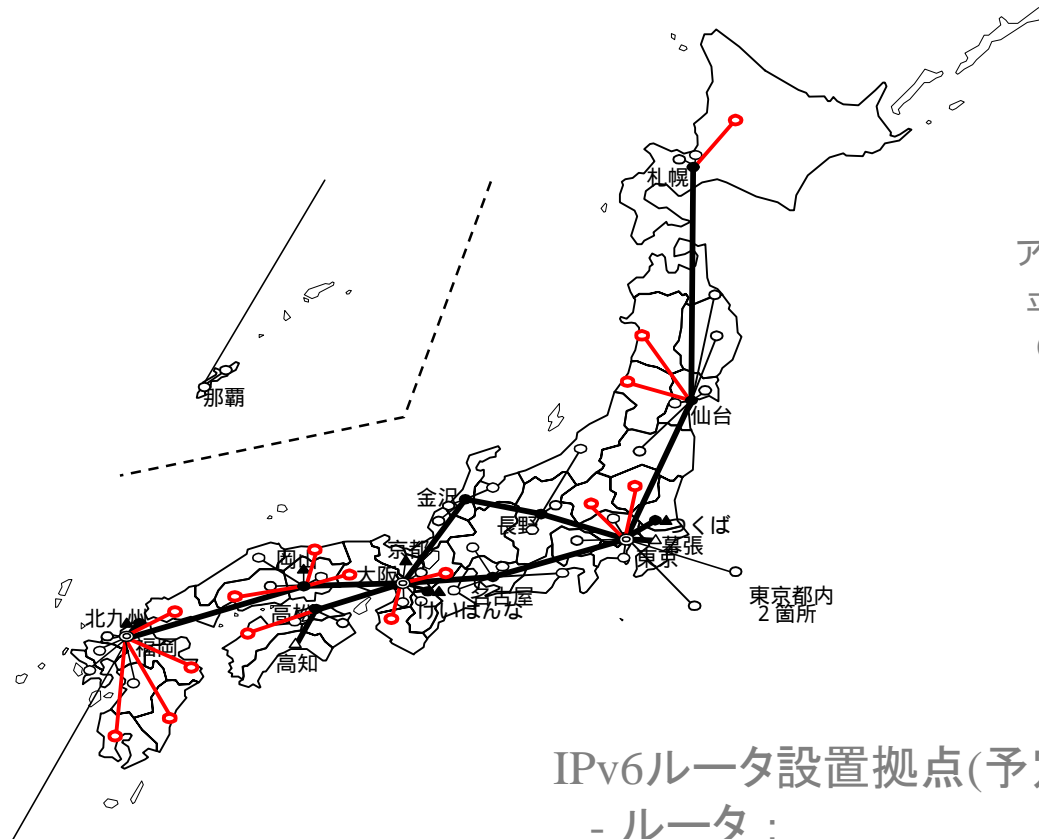 札幌
ア
那覇
仙台
金沢
長野
つくば
幕張
東京
京都
岡山
大阪
名古屋
けいはんな
東京都内
2箇所
北九州
高松
福岡
高知
IPv6ルータ設置拠点(予定
- ルータ :